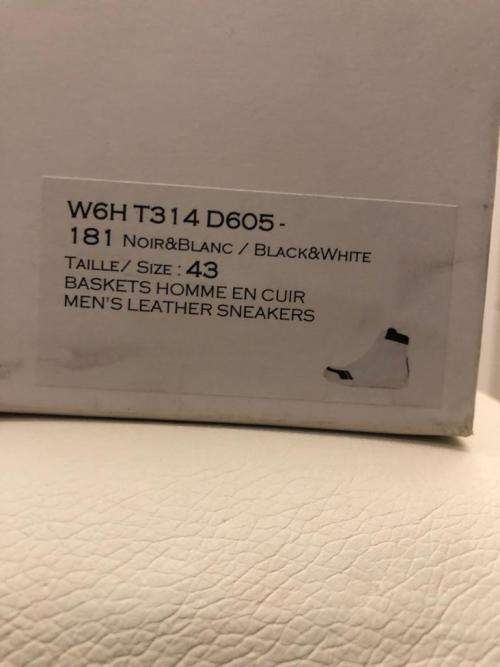 W6H T314 D605 -
181 NOIR&BLANC / BLACK&WHITE
TAILLE/ SIZE : 43
BASKETS HOMME EN CUIR
MEN'S LEATHER SNEAKERS